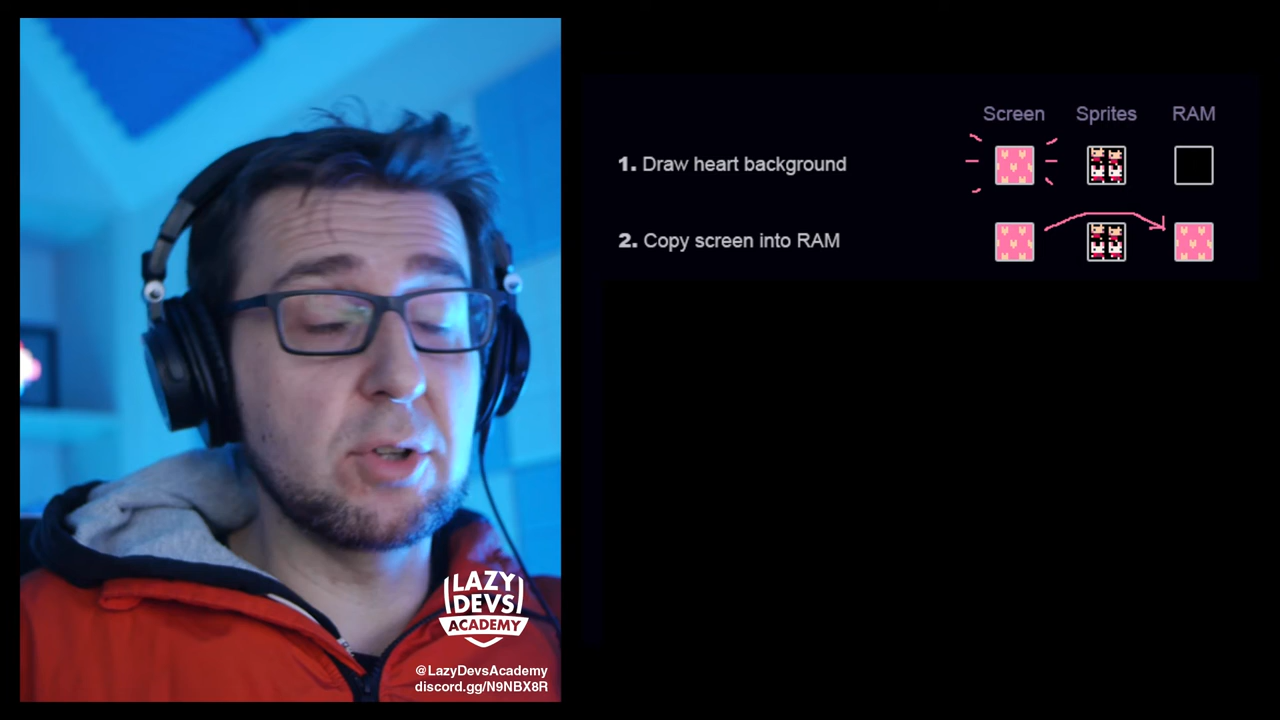 Screen Sprites RAM
1. Draw heart background
2. Copy screen into RAM
LAZY
DEVS
ACADEMY
@LazyDevsAcademy
discord.gg/N9NBX8R